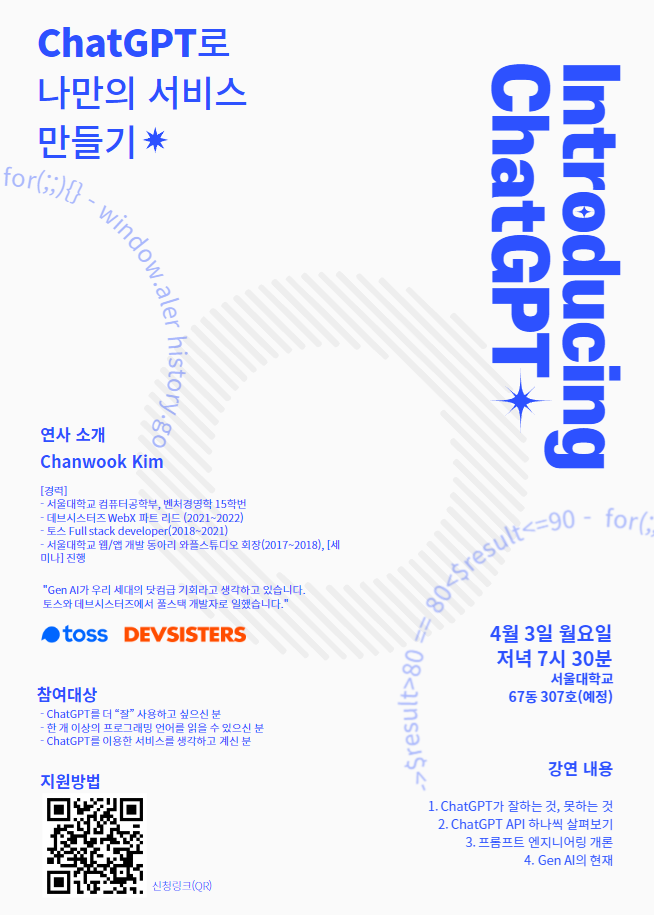 ChatGPT로
나만의 서비스
만들기
Introducing
ChatGPT
for(;;){} - window.aler history.go
연사 소개
Chanwook Kim
[경력]
- 서울대학교 컴퓨터공학부, 벤처경영학 15학번
- 데브시스터즈 WebX 파트 리드 (2021~2022)
- 토스 Full stack developer(2018~2021)
- 서울대학교 웹/앱 개발 동아리 와플스튜디오 회장(2017~2018), [세
미나] 진행
"Gen AI가 우리 세대의 닷컴급 기회라고 생각하고 있습니다.
토스와 데브시스터즈에서 풀스택 개발자로 일했습니다."
toss DEVSISTERS
참여대상
- ChatGPT를 더 “잘” 사용하고 싶으신 분
- 한 개 이상의 프로그래밍 언어를 읽을 수 있으신 분
- ChatGPT를 이용한 서비스를 생각하고 계신 분
지원방법
신청링크(QR)
->$result>80 == 80<$result<=90 - for(;;
4월 3일 월요일
저녁 7시 30분
서울대학교
67동 307호(예정)
강연 내용
1. ChatGPT가 잘하는 것, 못하는 것
2. ChatGPT API 하나씩 살펴보기
3. 프롬프트 엔지니어링 개론
4. Gen AI의 현재